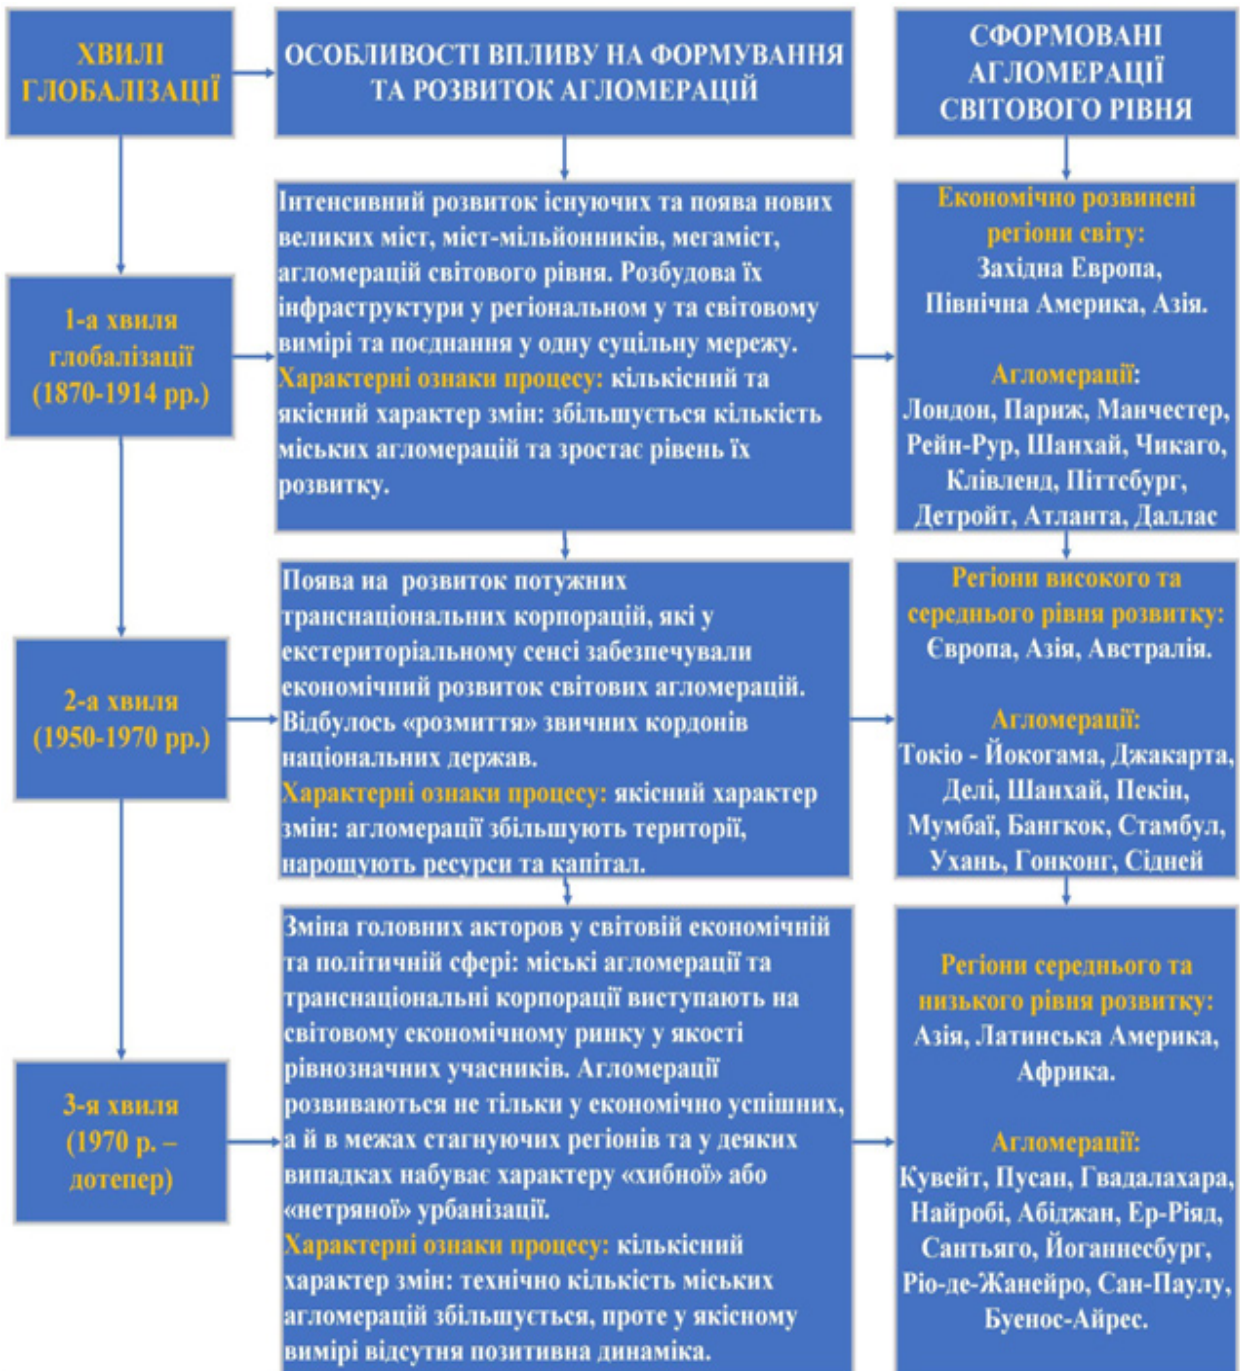 ХВИЛІ
ГЛОБАЛІЗАЦІЇ
ОСОБЛИВОСТІ ВПЛИВУ НА ФОРМУВАННЯ
ТА РОЗВИТОК АГЛОМЕРАЦІЙ
СФОРМОВАНІ
АГЛОМЕРАЦІЇ
СВІТОВОГО РІВНЯ
1-а хвиля
глобалізації
(1870-1914 рр.)
Інтенсивний розвиток існуючих та поява нових
великих міст, міст-мільйонників, мегаміст,
агломерацій світового рівня. Розбудова їх
інфраструктури у регіональном у та світовому
вимірі та поєднання у одну суцільну мережу.
Характерні ознаки процесу: кількісний та
якісний характер змін: збільшується кількість
міських агломерацій та зростає рівень їх
розвитку.
Економічно розвинені
регіони світу:
Західна Европа,
Північна Америка, Азія.
Агломерації:
Лондон, Париж, Манчестер,
Рейн-Рур, Шанхай, Чикаго,
Клівленд, Піттсбург,
Детройт, Атланта, Даллас
2-а хвиля
(1950-1970 рр.)
Поява на розвиток потужних
транснаціональних корпорацій, які у
екстериторіальному сенсі забезпечували
економічний розвиток світових агломерацій.
Відбулось «розмиття» звичних кордонів
національних держав.
Характерні ознаки процесу: якісний характер
змін: агломерації збільшують території,
нарощують ресурси та капітал.
Регіони високого та
середнього рівня розвитку:
Європа, Азія, Австралія.
Агломерації:
Токіо - Йокогама, Джакарта,
Делі, Шанхай, Пекін,
Мумбаї, Бангкок, Стамбул,
Ухань, Гонконг, Сідней
3-я хвиля
(1970 р. –
дотепер)
Зміна головних акторов у світовій економічній
та політичній сфері: міські агломерації та
транснаціональні корпорації виступають на
світовому економічному ринку у якості
рівнозначних учасників. Агломерації
розвиваються не тільки у економічно успішних,
а й в межах стагнуючих регіонів та у деяких
випадках набуває характеру «хибної» або
«нетряної» урбанізації.
Характерні ознаки процесу: кількісний
характер змін: технічно кількість міських
агломерацій збільшується, проте у якісному
вимірі відсутня позитивна динаміка.
Регіони середнього та
низького рівня розвитку:
Азія, Латинська Америка,
Африка.
Агломерації:
Кувейт, Пусан, Гвадалахара,
Найробі, Абіджан, Ер-Ріяд,
Сантьяго, Йоганнесбург,
Ріо-де-Жанейро, Сан-Паулу,
Буенос-Айрес.